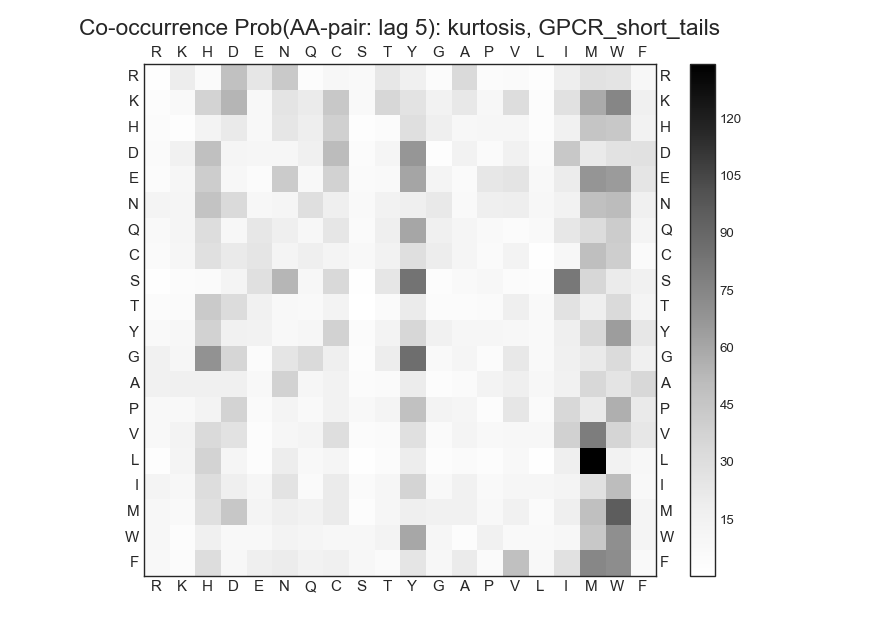 Co-occurrence Prob(AA-pair: lag 5): kurtosis, GPCR_short_tails
R K H D E N Q C S T Y G A P V L I M W F
R R
K K
H H
D D
E E
N N
Q Q
C C
S S
T T
Y Y
G G
A A
P P
V V
L L
I I
M M
W W
F F
R K H D E N Q C S T Y G A P V L I M W F
120
105
90
75
60
45
30
15